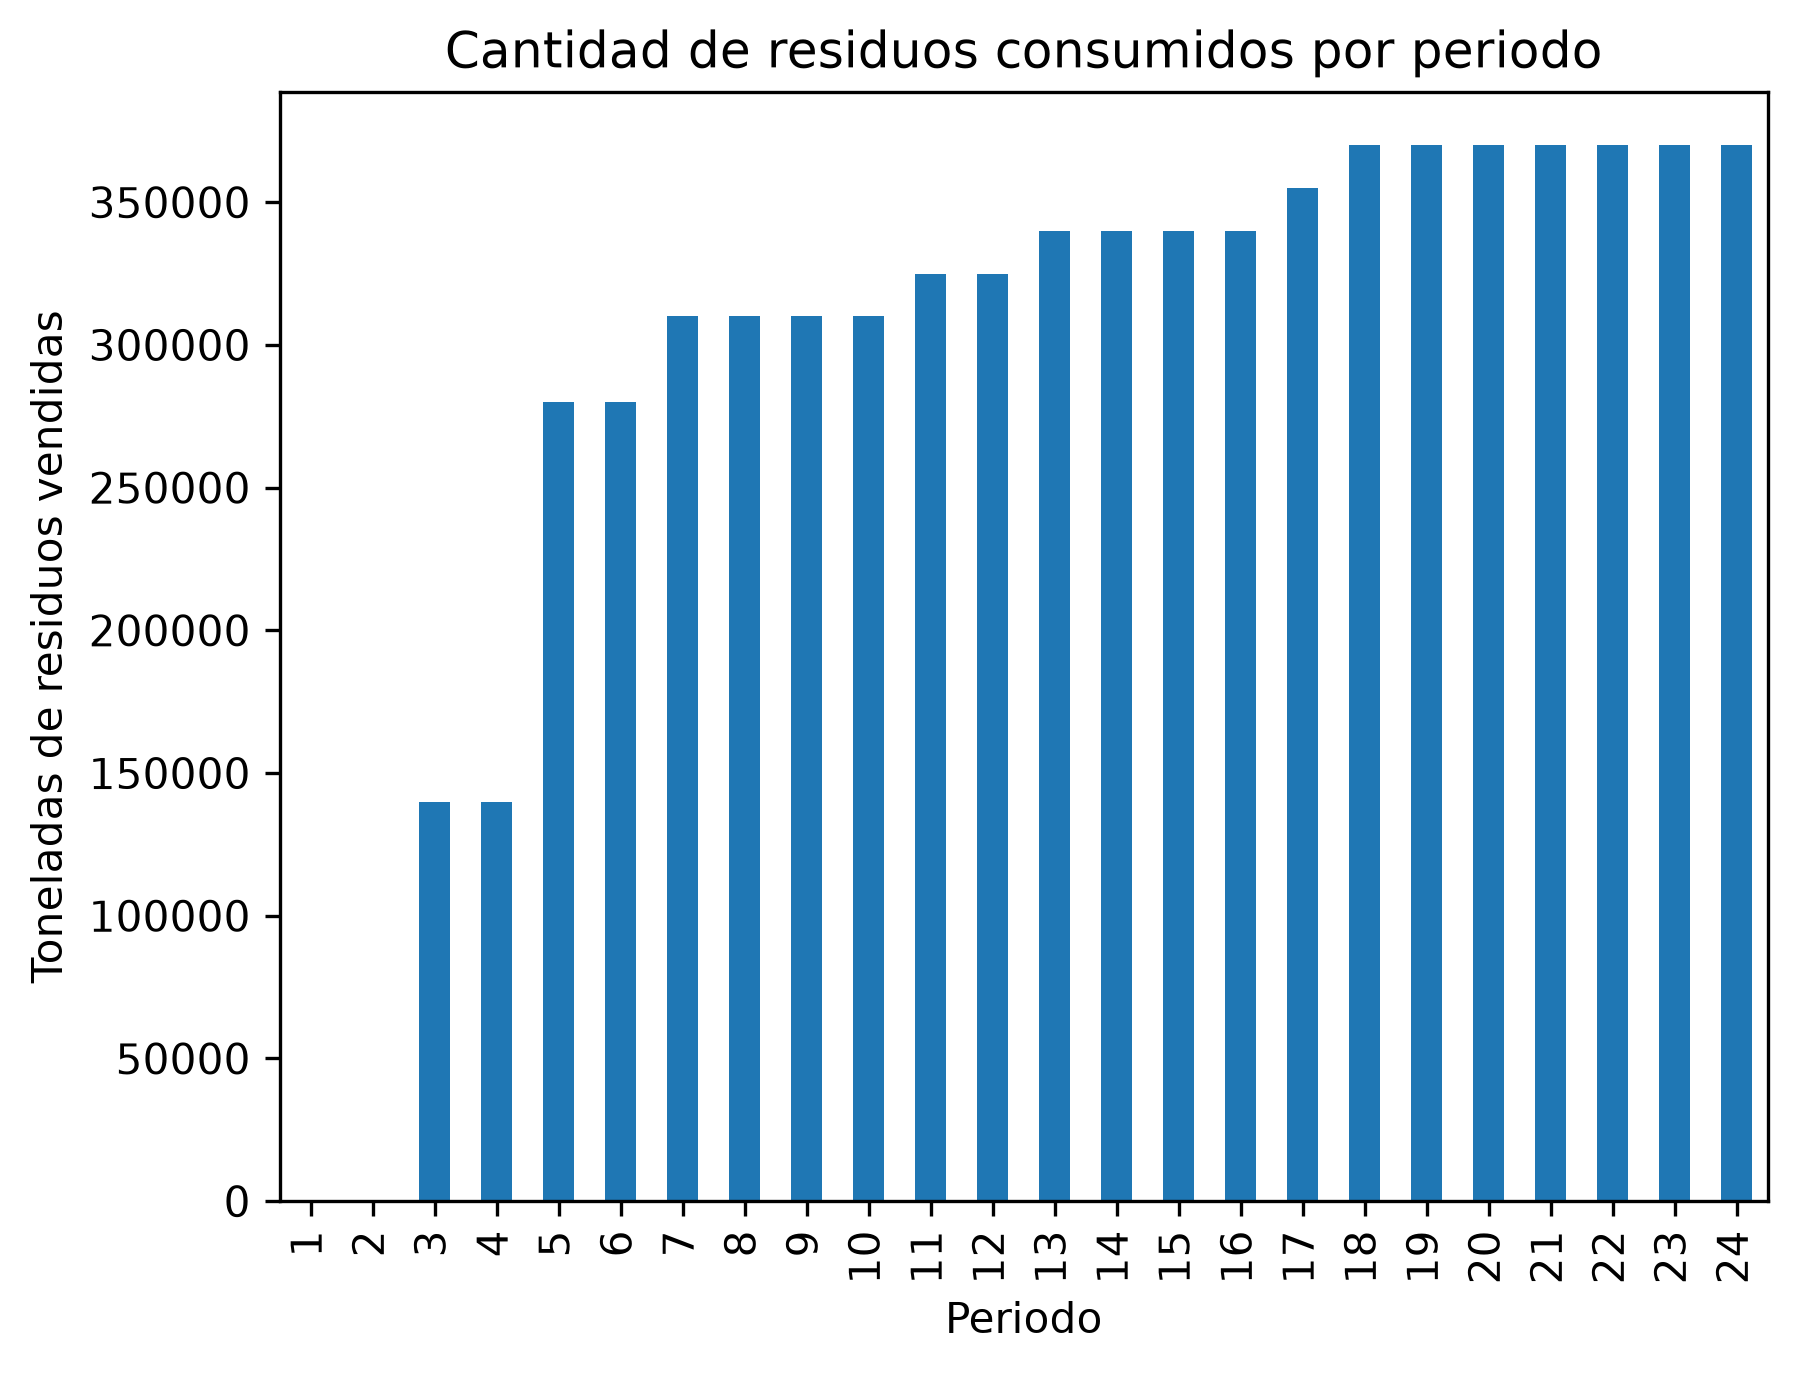 Cantidad de residuos consumidos por periodo
Toneladas de residuos vendidas
350000
300000
250000
200000
150000
100000
50000
0
1 2 3 4 5 6 7 8 9 10 11 12 13 14 15 16 17 18 19 20 21 22 23 24
Periodo